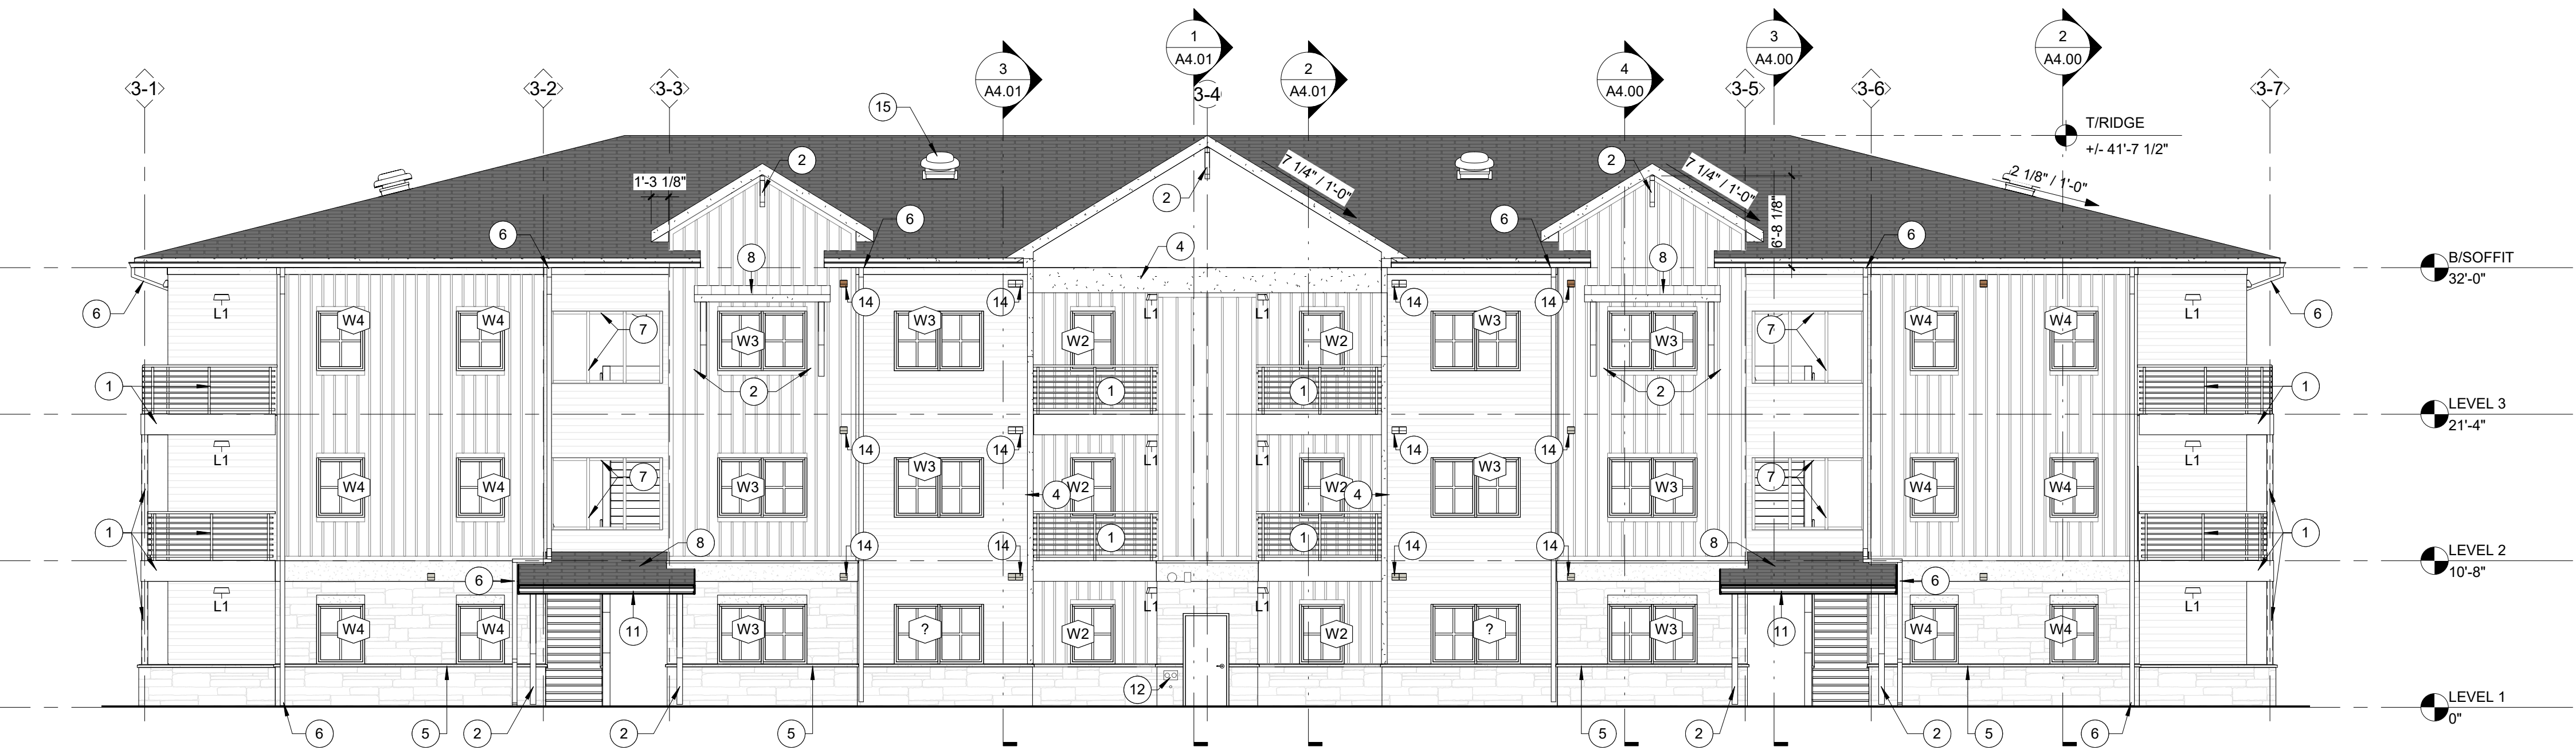 1
A4.01
3
A4.00
2
A4.00
3
A4.01
2
A4.01
4
A4.00
3-1
3-2
3-3
3-4
3-5
3-6
3-7
15
T/RIDGE
+/- 41'-7 1/2"
2
2
7 1/4" / 1'-0"
7 1/4" / 1'-0"
2 1/8" / 1'-0"
1'-3 1/8"
2
6'-8 1/8"
6
6
6
6
4
8
8
B/SOFFIT
32'-0"
14
14
14
14
L1
L1
L1
L1
6
6
W4
W4
W3
W3
W3
W4
W4
7
W3
W2
W2
W3
7
1
2
1
1
2
1
LEVEL 3
21'-4"
14
14
14
14
L1
L1
L1
L1
W3
W3
7
7
W4
W4
W3
4
W2
W2
4
W3
W4
W4
1
1
1
1
8
14
14
14
14
8
LEVEL 2
10'-8"
6
6
L1
L1
L1
L1
W4
W4
11
W3
?
W2
W2
?
W3
11
W4
W4
12
LEVEL 1
0"
6
5
2
2
5
5
2
2
5
6